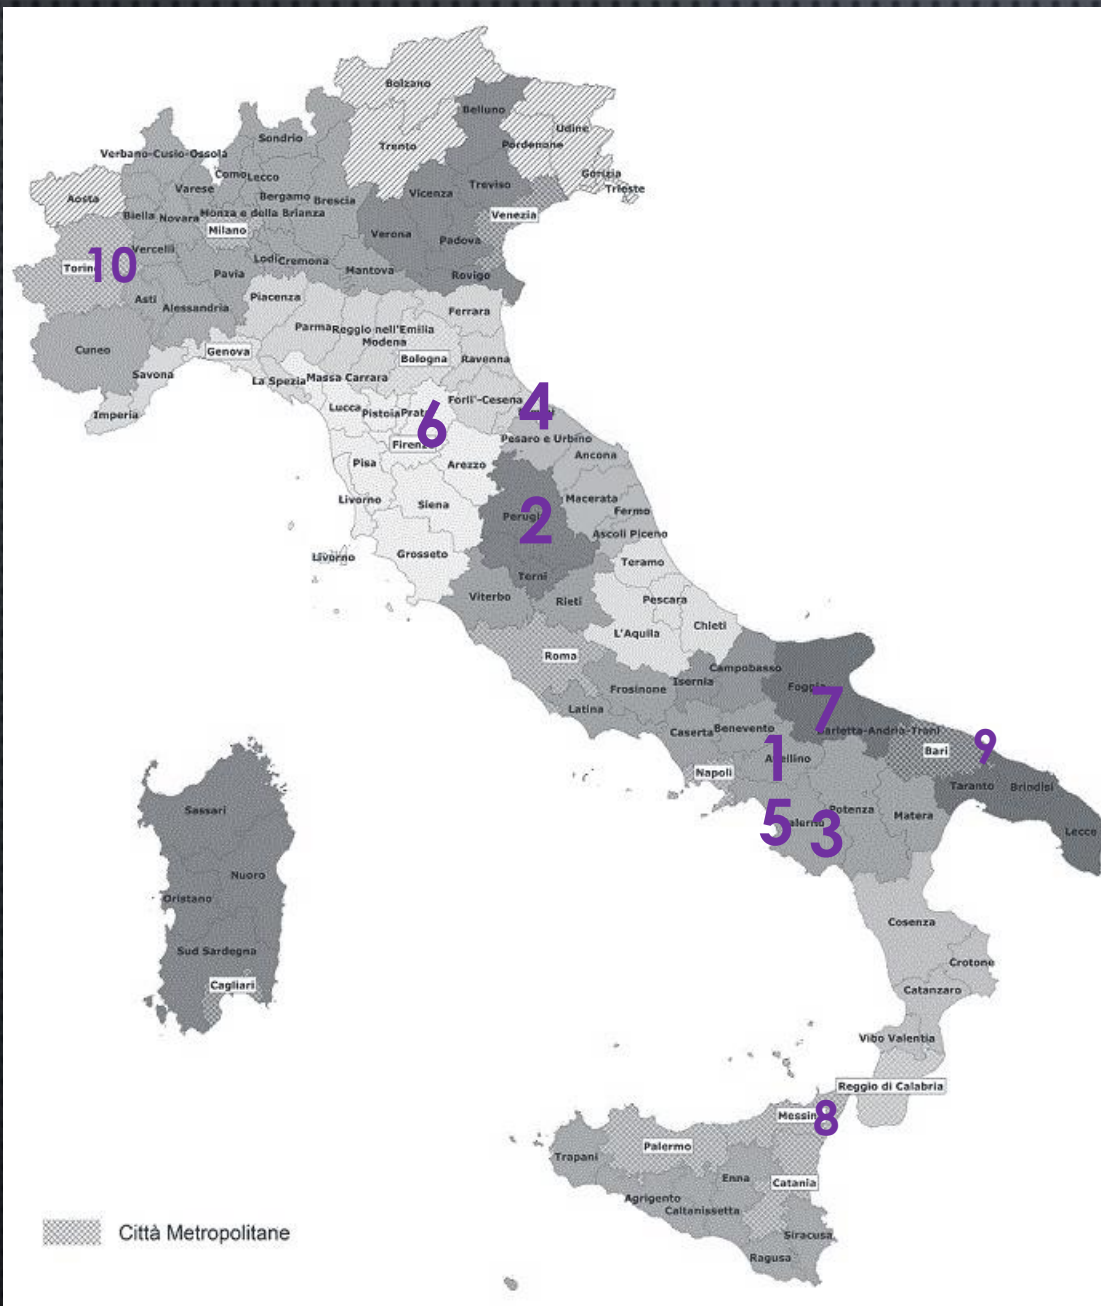 Bolzano
Belluno
Udine
Trento
Pordenone
Sondrio
Verbano-Cusio-Ossola
Gorizia
Como
Lecco
Trieste
Treviso
Varese
Vicenza
Aosta
Bergamo
Brescia
Biella
Novara
Monza e della Brianza
Venezia
Milano
Verona
Padova
Vercelli
Lodi
Cremona
10
Torin
Pavia
Mantova
Rovigo
Asti
Piacenza
Alessandria
Ferrara
Parma
Reggio nell'Emilia
Modena
Cuneo
Genova
Bologna
Ravenna
Savona
La Spezia
Massa Carrara
Forli'-Cesena
4
Lucca
Pistoia
Prat
6
Imperia
Firenz
Pesaro e Urbino
Ancona
Pisa
Arezzo
Livorno
Siena
Macerata
Fermo
Perugi
2
Ascoli Piceno
Livorno
Grosseto
Teramo
Terni
Viterbo
Rieti
Pescara
L'Aquila
Chieti
Roma
Campobasso
Isernia
Frosinone
Foggia
7
Latina
Caserta
Benevento
Barletta-Andria-Trani
9
Bari
1
Avellino
Napoli
Taranto
Brindisi
5
Salerno
3
Potenza
Matera
Lecce
Sassari
Nuoro
Oristano
Cosenza
Sud Sardegna
Crotone
Cagliari
Catanzaro
Vibo Valentia
Reggio di Calabria
Messin
8
Palermo
Trapani
Enna
Catania
Agrigento
Caltanissetta
Siracusa
Ragusa
Città Metropolitane